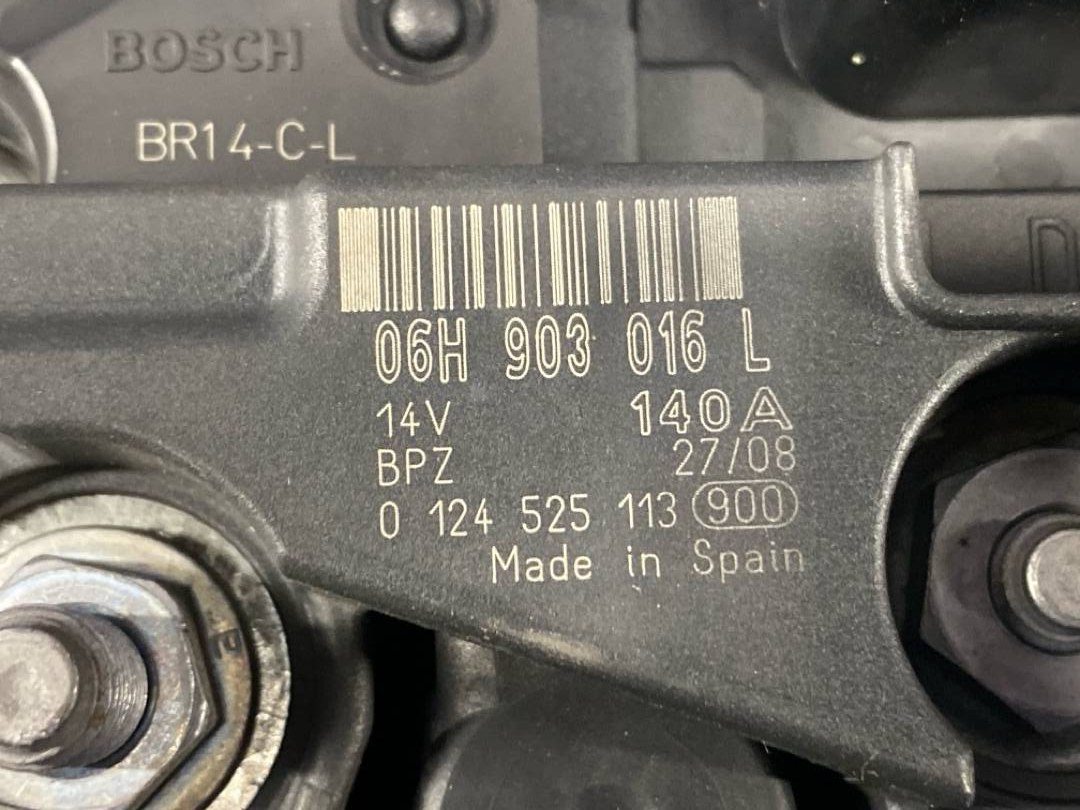 BOSCH
BR14-C-L
06H 903 016 L
14V 140A
BPZ 27/08
0 124 525 113 900
Made in Spain